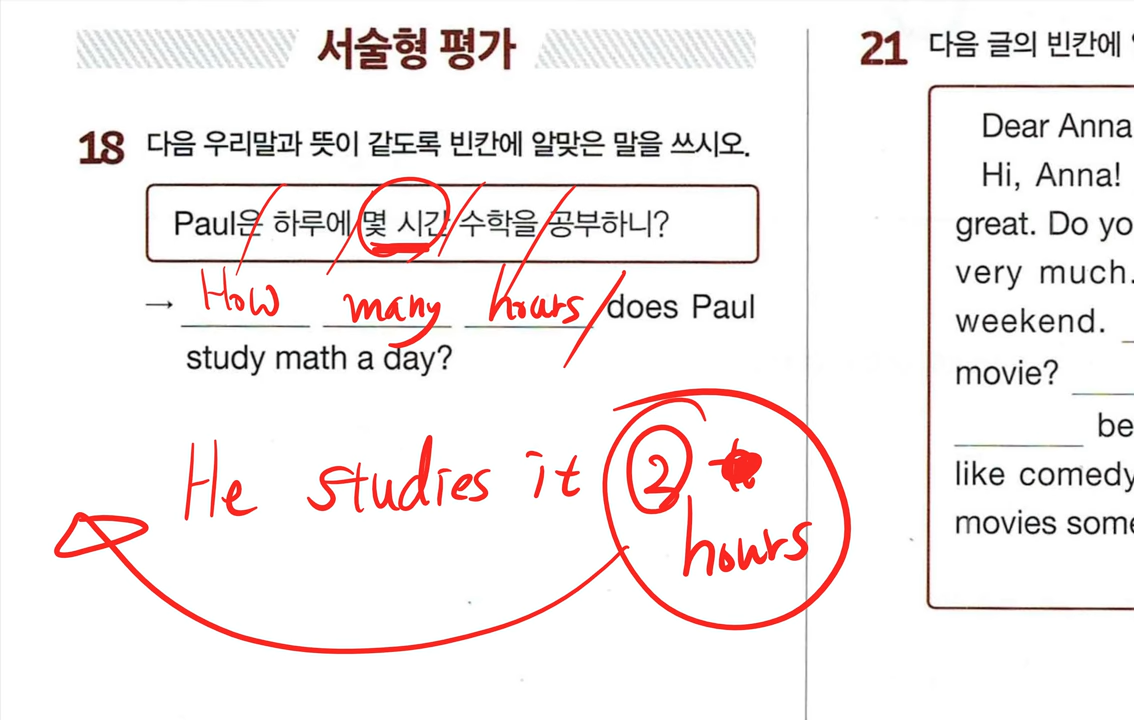 서술형 평가
18 다음 우리말과 뜻이 같도록 빈칸에 알맞은 말을 쓰시오.
Paul은 하루에 몇 시간 수학을 공부하니?
→ How many hours does Paul
study math a day?
He studies it 2
hours
21 다음 글의 빈칸에
Dear Anna
Hi, Anna!
great. Do yo
very much.
weekend.
movie?
be
like comedy
movies some